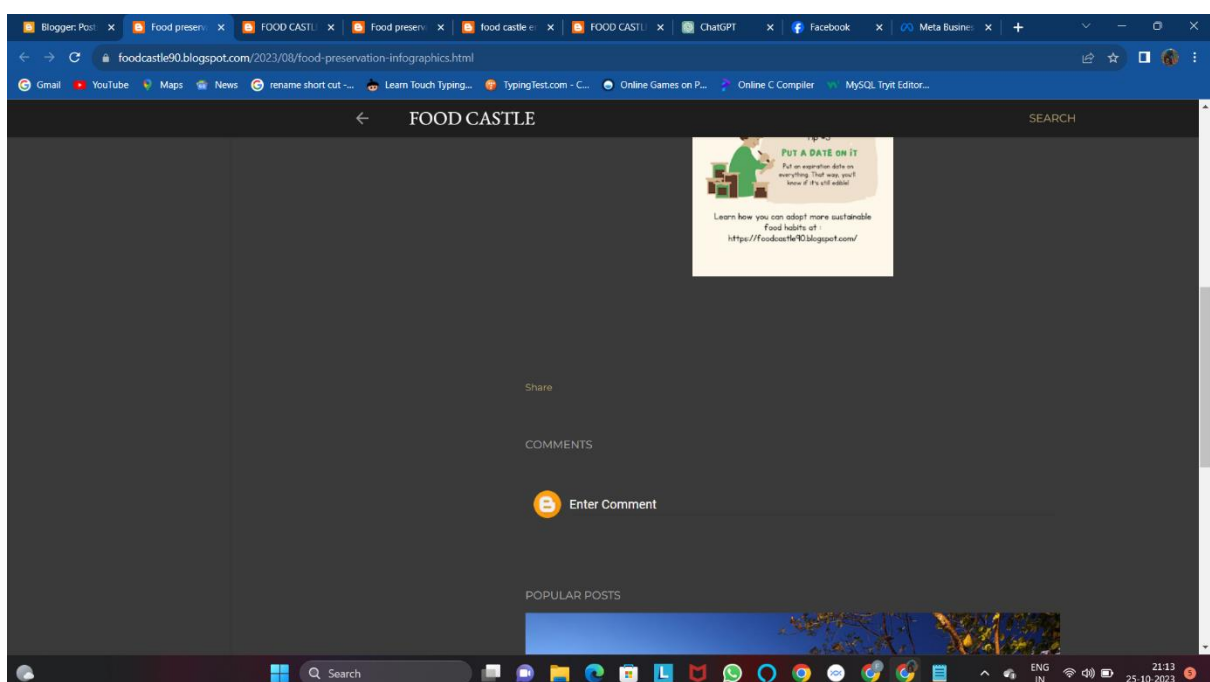 Blogger: Post
Food preserv
FOOD CASTL
Food preserv
food castle e
FOOD CASTL
ChatGPT
Facebook
Meta Busines
foodcastle90.blogspot.com/2023/08/food-preservation-infographics.html
Gmail YouTube Maps News rename short cut -... Learn Touch Typing... TypingTest.com - C... Online Games on P... Online C Compiler MySQL Tryit Editor...
FOOD CASTLE
SEARCH
PUT A DATE ON IT
Put an expiration date on
everything. That way, you'll
know if it's still edible!
Learn how you can adopt more sustainable
food habits at :
https://foodcastle90.blogspot.com/
Share
COMMENTS
Enter Comment
POPULAR POSTS
Search
ENG
IN
21:13
25-10-2023
5